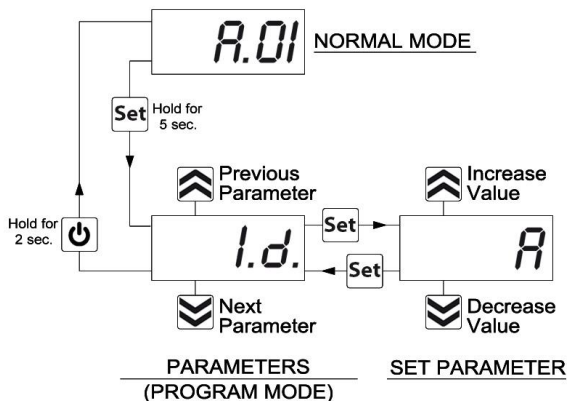 A.01
NORMAL MODE
Set
Hold for
5 sec.
Previous
Parameter
Increase
Value
Hold for
2 sec.
Set
1.d.
A
Set
Next
Parameter
Decrease
Value
PARAMETERS
(PROGRAM MODE)
SET PARAMETER